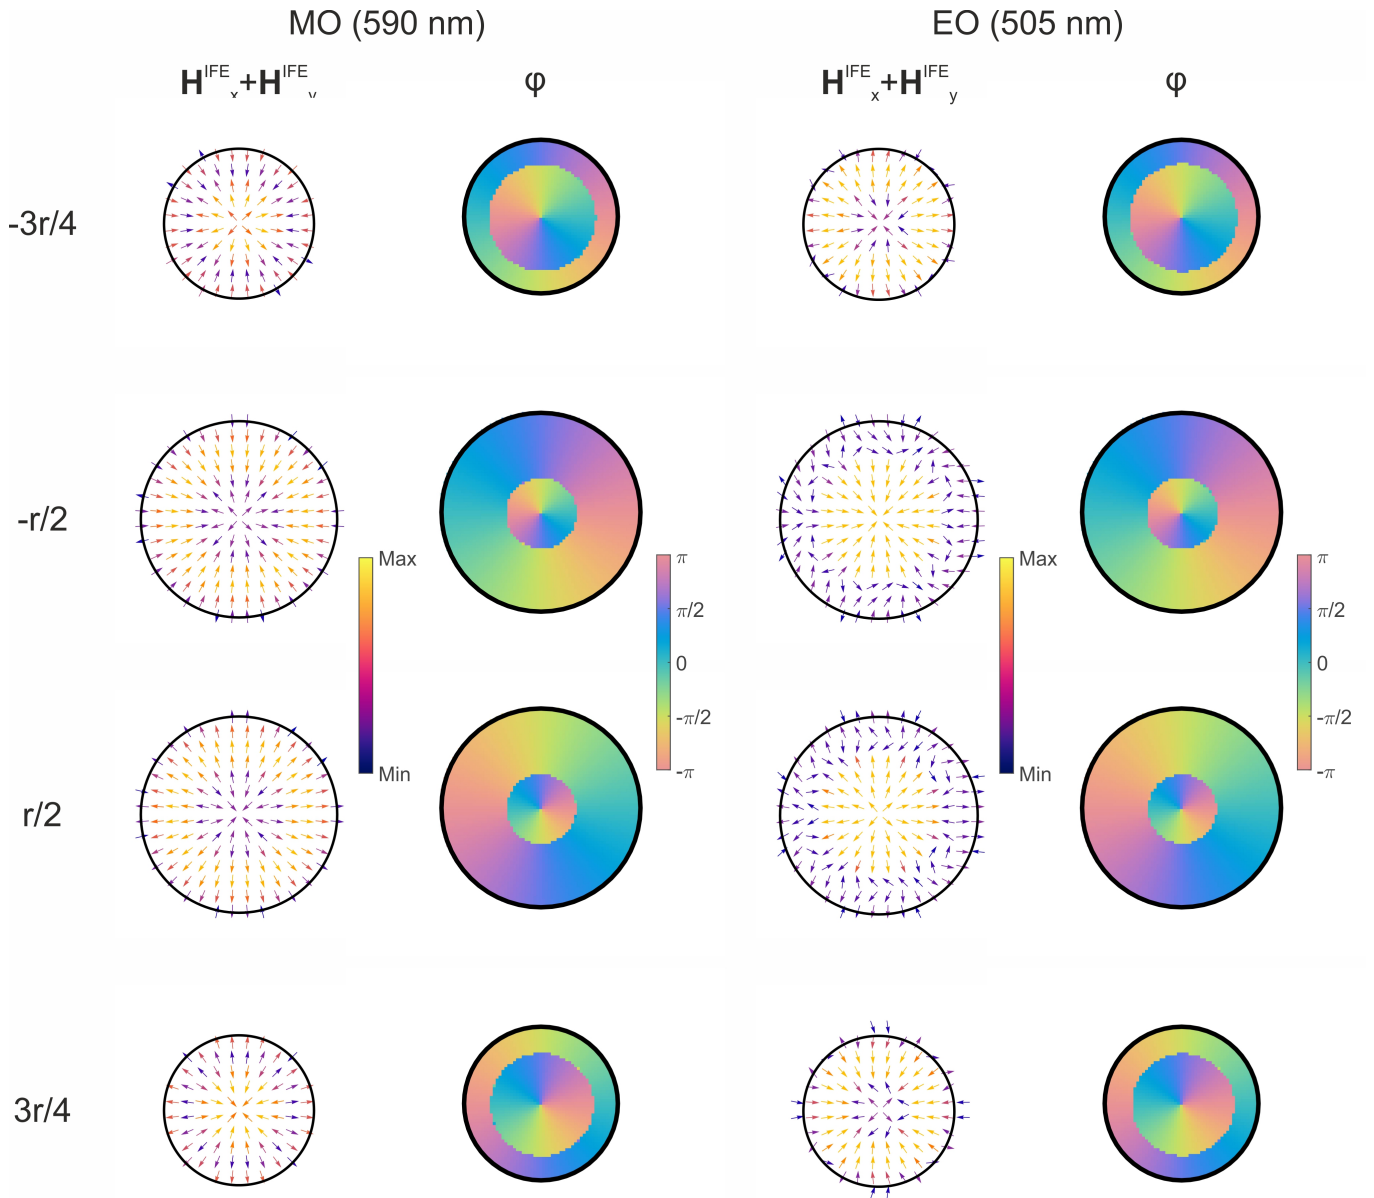 MO (590 nm) EO (505 nm)
H^IFE_x+H^IFE_y φ H^IFE_x+H^IFE_y φ
-3r/4
-r/2
Max π Max π
π/2 π/2
0 0
-π/2 -π/2
Min -π Min -π
r/2
3r/4